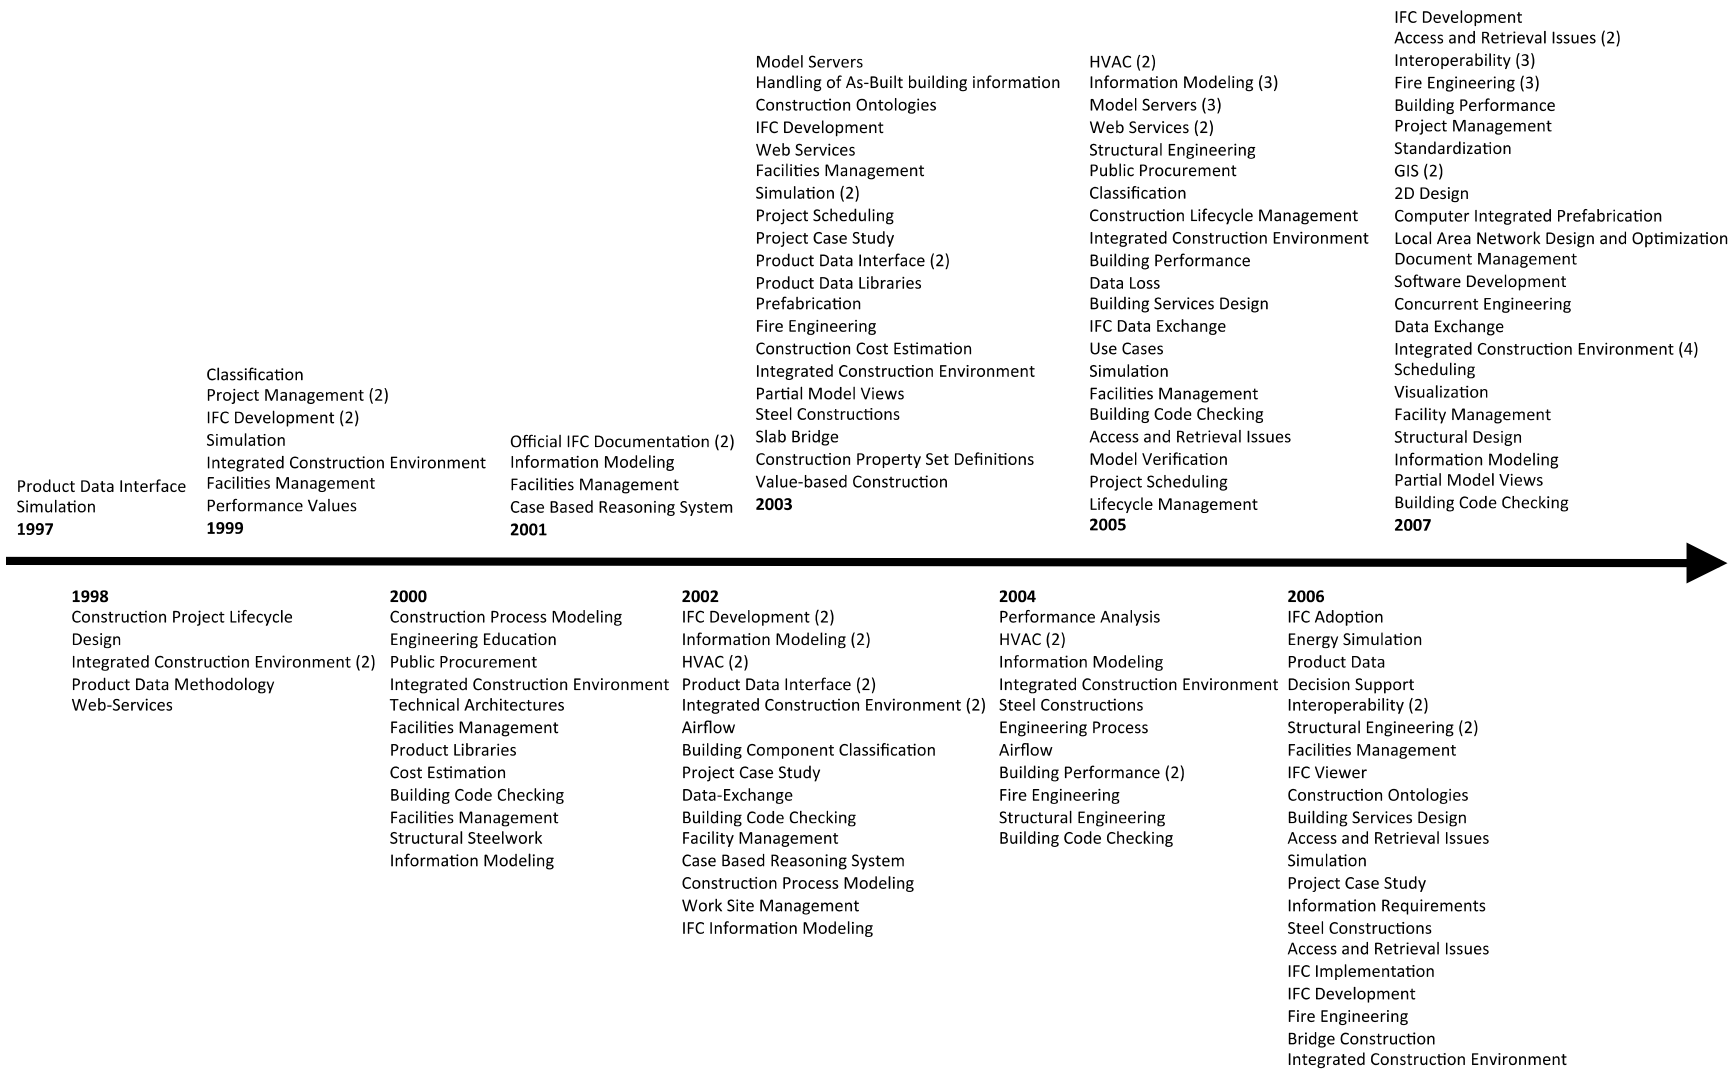 Product Data Interface
Simulation
1997
Classification
Project Management (2)
IFC Development (2)
Simulation
Integrated Construction Environment
Facilities Management
Performance Values
1999
Official IFC Documentation (2)
Information Modeling
Facilities Management
Case Based Reasoning System
2001
Model Servers
Handling of As-Built building information
Construction Ontologies
IFC Development
Web Services
Facilities Management
Simulation (2)
Project Scheduling
Project Case Study
Product Data Interface (2)
Product Data Libraries
Prefabrication
Fire Engineering
Construction Cost Estimation
Integrated Construction Environment
Partial Model Views
Steel Constructions
Slab Bridge
Construction Property Set Definitions
Value-based Construction
2003
HVAC (2)
Information Modeling (3)
Model Servers (3)
Web Services (2)
Structural Engineering
Public Procurement
Classification
Construction Lifecycle Management
Integrated Construction Environment
Building Performance
Data Loss
Building Services Design
IFC Data Exchange
Use Cases
Simulation
Facilities Management
Building Code Checking
Access and Retrieval Issues
Model Verification
Project Scheduling
Lifecycle Management
2005
IFC Development
Access and Retrieval Issues (2)
Interoperability (3)
Fire Engineering (3)
Building Performance
Project Management
Standardization
GIS (2)
2D Design
Computer Integrated Prefabrication
Local Area Network Design and Optimization
Document Management
Software Development
Concurrent Engineering
Data Exchange
Integrated Construction Environment (4)
Scheduling
Visualization
Facility Management
Structural Design
Information Modeling
Partial Model Views
Building Code Checking
2007
1998
Construction Project Lifecycle
Design
Integrated Construction Environment (2)
Product Data Methodology
Web-Services
2000
Construction Process Modeling
Engineering Education
Public Procurement
Integrated Construction Environment
Technical Architectures
Facilities Management
Product Libraries
Cost Estimation
Building Code Checking
Facilities Management
Structural Steelwork
Information Modeling
2002
IFC Development (2)
Information Modeling (2)
HVAC (2)
Product Data Interface (2)
Integrated Construction Environment (2)
Airflow
Building Component Classification
Project Case Study
Data-Exchange
Building Code Checking
Facility Management
Case Based Reasoning System
Construction Process Modeling
Work Site Management
IFC Information Modeling
2004
Performance Analysis
HVAC (2)
Information Modeling
Integrated Construction Environment
Steel Constructions
Engineering Process
Airflow
Building Performance (2)
Fire Engineering
Structural Engineering
Building Code Checking
2006
IFC Adoption
Energy Simulation
Product Data
Decision Support
Interoperability (2)
Structural Engineering (2)
Facilities Management
IFC Viewer
Construction Ontologies
Building Services Design
Access and Retrieval Issues
Simulation
Project Case Study
Information Requirements
Steel Constructions
Access and Retrieval Issues
IFC Implementation
IFC Development
Fire Engineering
Bridge Construction
Integrated Construction Environment